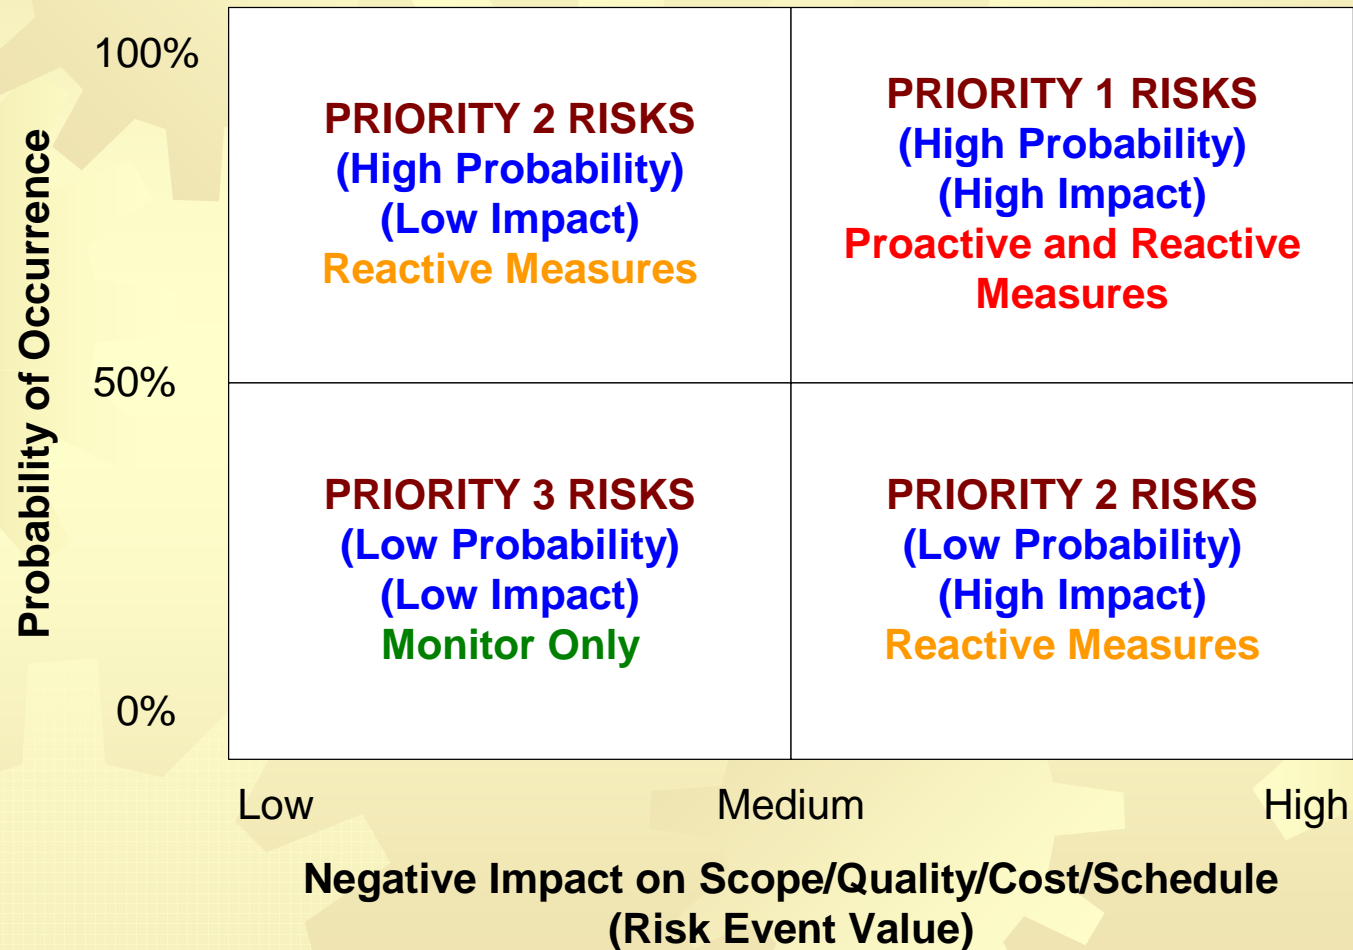 Probability of Occurrence
100%
50%
0%
PRIORITY 2 RISKS
(High Probability)
(Low Impact)
Reactive Measures
PRIORITY 1 RISKS
(High Probability)
(High Impact)
Proactive and Reactive
Measures
PRIORITY 3 RISKS
(Low Probability)
(Low Impact)
Monitor Only
PRIORITY 2 RISKS
(Low Probability)
(High Impact)
Reactive Measures
Low
Medium
High
Negative Impact on Scope/Quality/Cost/Schedule
(Risk Event Value)